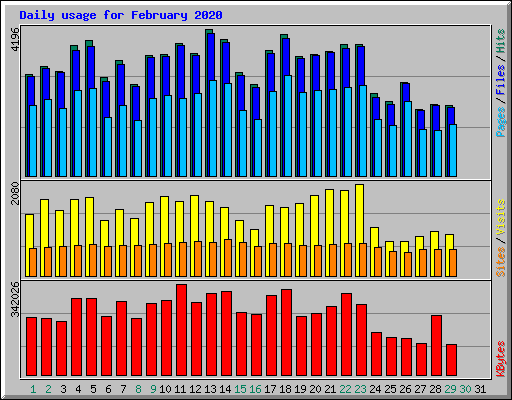 Daily usage for February 2020
4196
Pages / Files / Hits
2080
Sites / Visits
342026
KBytes
1 2 3 4 5 6 7 8 9 10 11 12 13 14 15 16 17 18 19 20 21 22 23 24 25 26 27 28 29 30 31